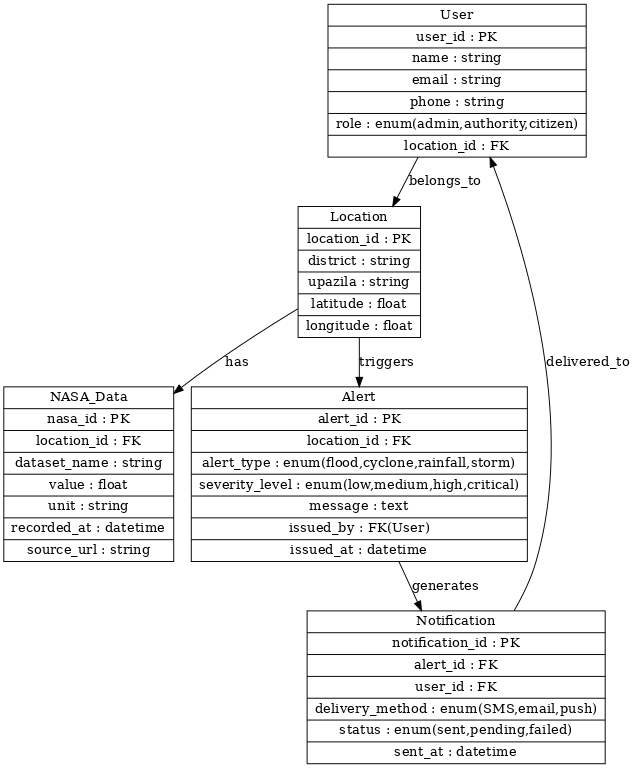 User
user_id : PK
name : string
email : string
phone : string
role : enum(admin,authority,citizen)
location_id : FK
belongs_to
Location
location_id : PK
district : string
upazila : string
latitude : float
longitude : float
has
triggers
delivered_to
NASA_Data
nasa_id : PK
location_id : FK
dataset_name : string
value : float
unit : string
recorded_at : datetime
source_url : string
Alert
alert_id : PK
location_id : FK
alert_type : enum(flood,cyclone,rainfall,storm)
severity_level : enum(low,medium,high,critical)
message : text
issued_by : FK(User)
issued_at : datetime
generates
Notification
notification_id : PK
alert_id : FK
user_id : FK
delivery_method : enum(SMS,email,push)
status : enum(sent,pending,failed)
sent_at : datetime